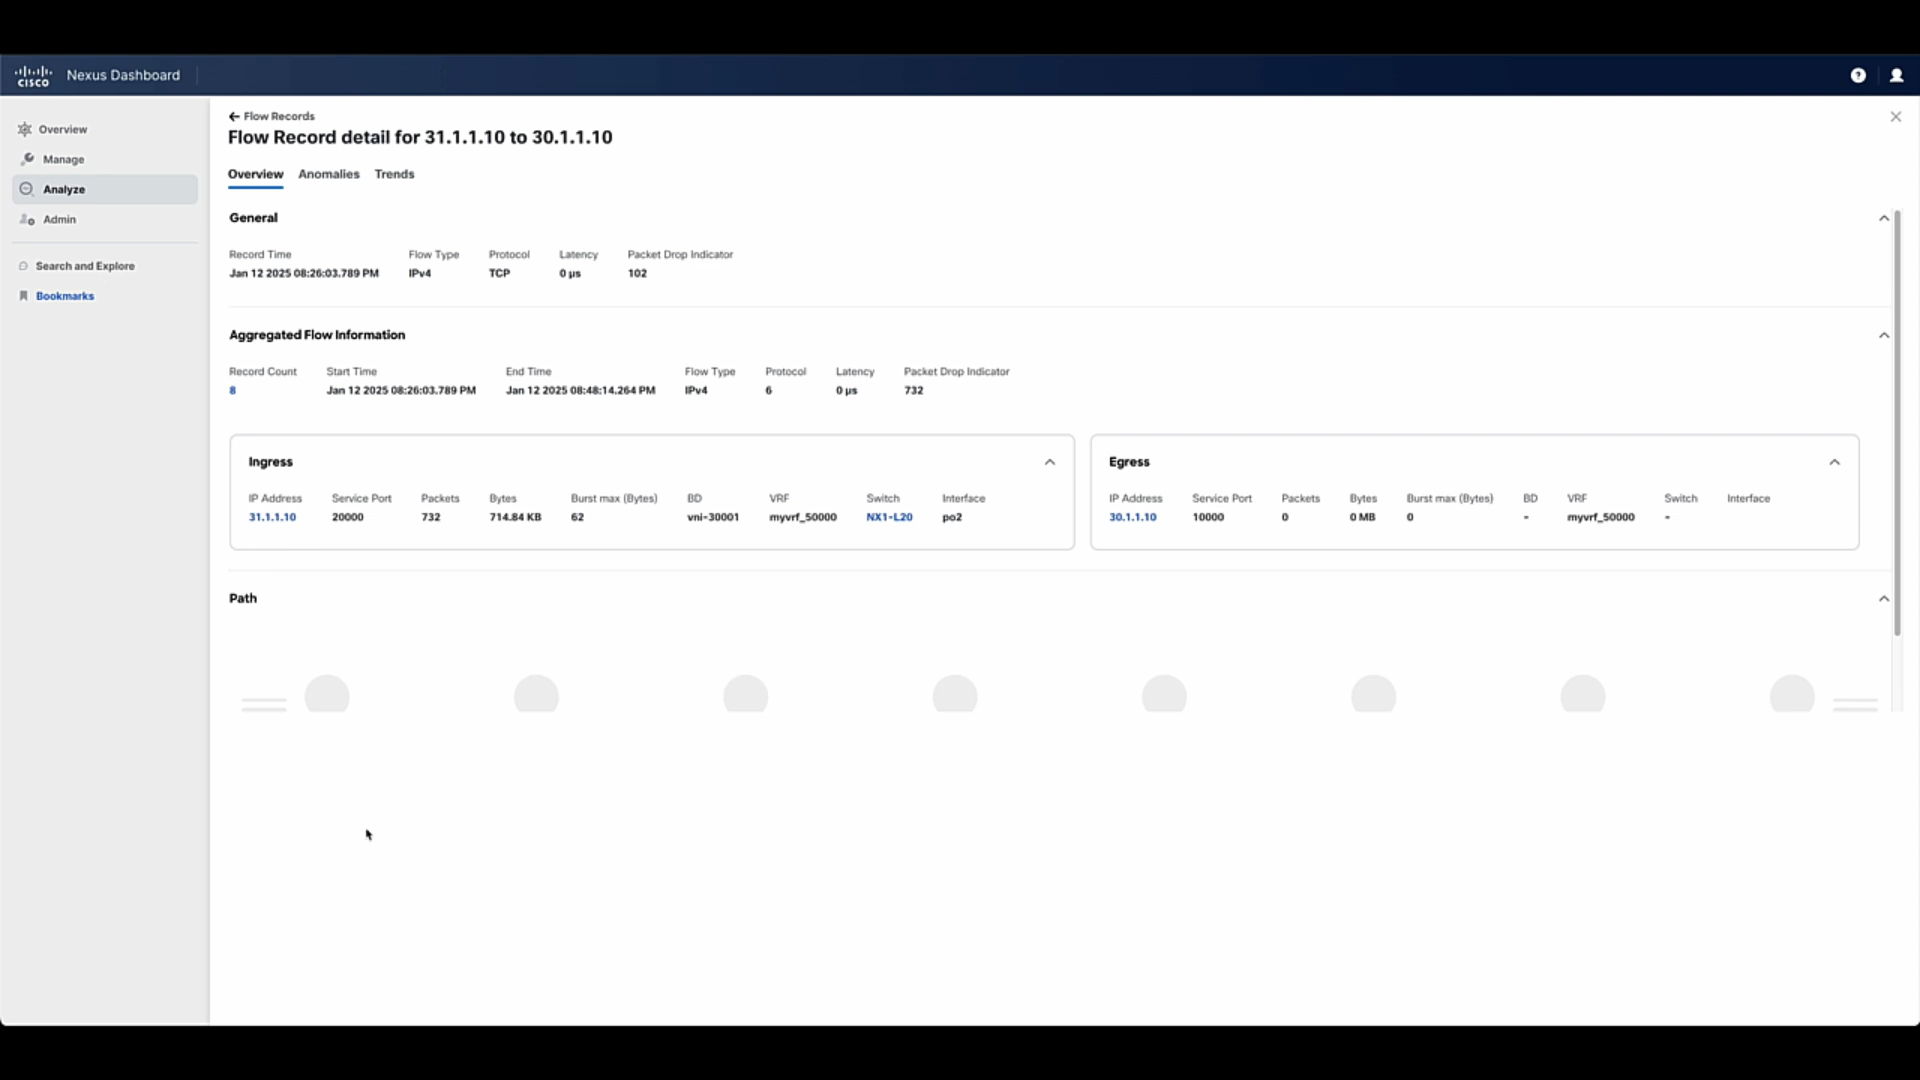 CISCO Nexus Dashboard
Overview
Manage
Analyze
Admin
Search and Explore
Bookmarks
Flow Records
Flow Record detail for 31.1.1.10 to 30.1.1.10
Overview Anomalies Trends
General
Record Time Flow Type Protocol Latency Packet Drop Indicator
Jan 12 2025 08:26:03.789 PM IPv4 TCP 0 µs 102
Aggregated Flow Information
Record Count Start Time End Time Flow Type Protocol Latency Packet Drop Indicator
8 Jan 12 2025 08:26:03.789 PM Jan 12 2025 08:48:14.264 PM IPv4 6 0 µs 732
Ingress
IP Address Service Port Packets Bytes Burst max (Bytes) BD VRF Switch Interface
31.1.1.10 20000 732 714.84 KB 62 vni-30001 myvrf_50000 NX1-L20 po2
Egress
IP Address Service Port Packets Bytes Burst max (Bytes) BD VRF Switch Interface
30.1.1.10 10000 0 0 MB 0 - myvrf_50000 -
Path